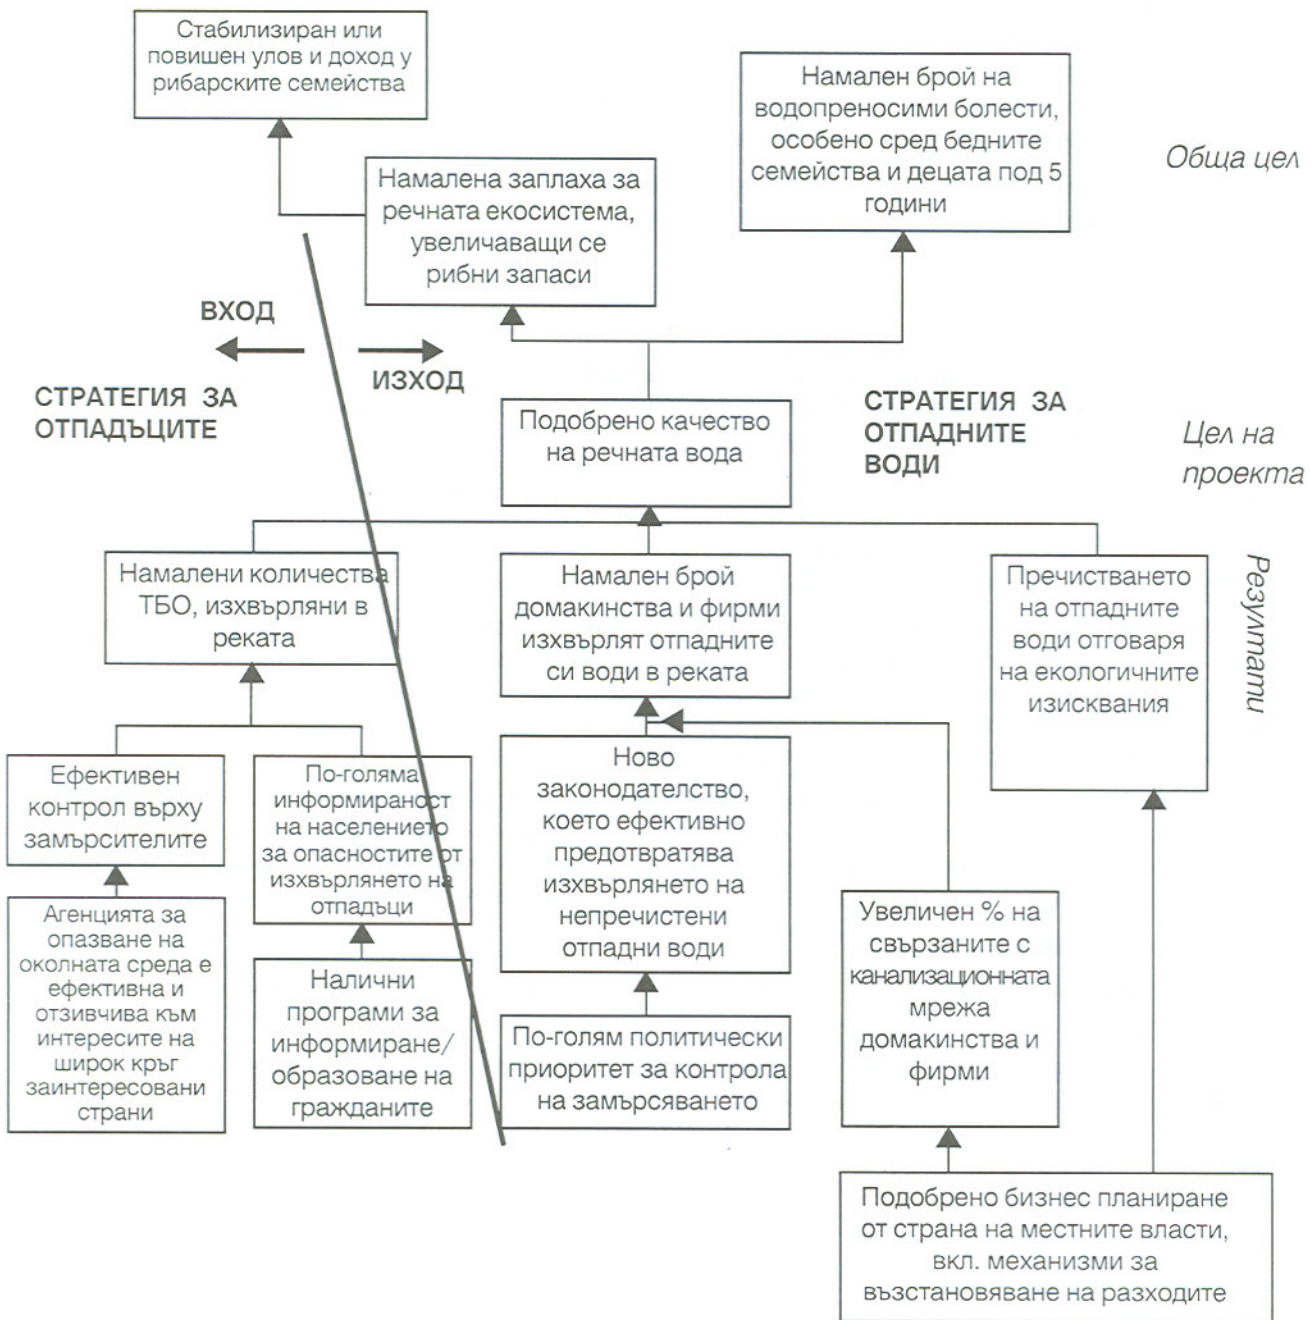 Стабилизиран или
повишен улов и доход у
рибарските семейства
Намален брой на
водопреносими болести,
особено сред бедните
семейства и децата под 5
години
Обща цел
Намалена заплаха за
речната екосистема,
увеличаващи се
рибни запаси
ВХОД
ИЗХОД
СТРАТЕГИЯ ЗА
ОТПАДЪЦИТЕ
Подобрено качество
на речната вода
СТРАТЕГИЯ ЗА
ОТПАДНИТЕ
ВОДИ
Цел на
проекта
Намалени количества
ТБО, изхвърляни в
реката
Намален брой
домакинства и фирми
изхвърлят отпадните
си води в реката
Пречистването
на отпадните
води отговаря
на екологичните
изисквания
Резултати
Ефективен
контрол върху
замърсителите
По-голяма
информираност
на населението
за опасностите от
изхвърлянето на
отпадъци
Ново
законодателство,
което ефективно
предотвратява
изхвърлянето на
непречистени
отпадни води
Увеличен % на
свързаните с
канализационната
мрежа
домакинства и
фирми
Агенцията за
опазване на
околната среда е
ефективна и
отзивчива към
интересите на
широк кръг
заинтересовани
страни
Налични
програми за
информиране/
образоване на
гражданите
По-голям политически
приоритет за контрола
на замърсяването
Подобрено бизнес планиране
от страна на местните власти,
вкл. механизми за
възстановяване на разходите